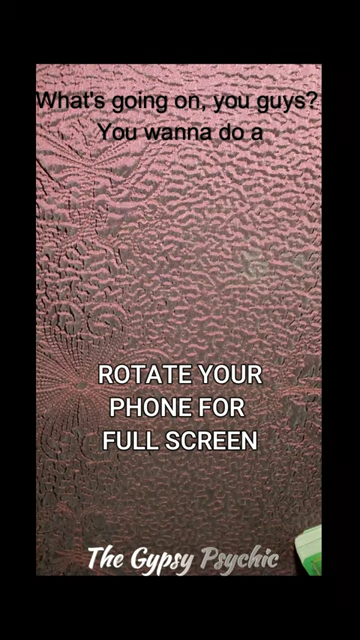 What's going on, you guys?
You wanna do a
ROTATE YOUR
PHONE FOR
FULL SCREEN
The Gypsy Psychic